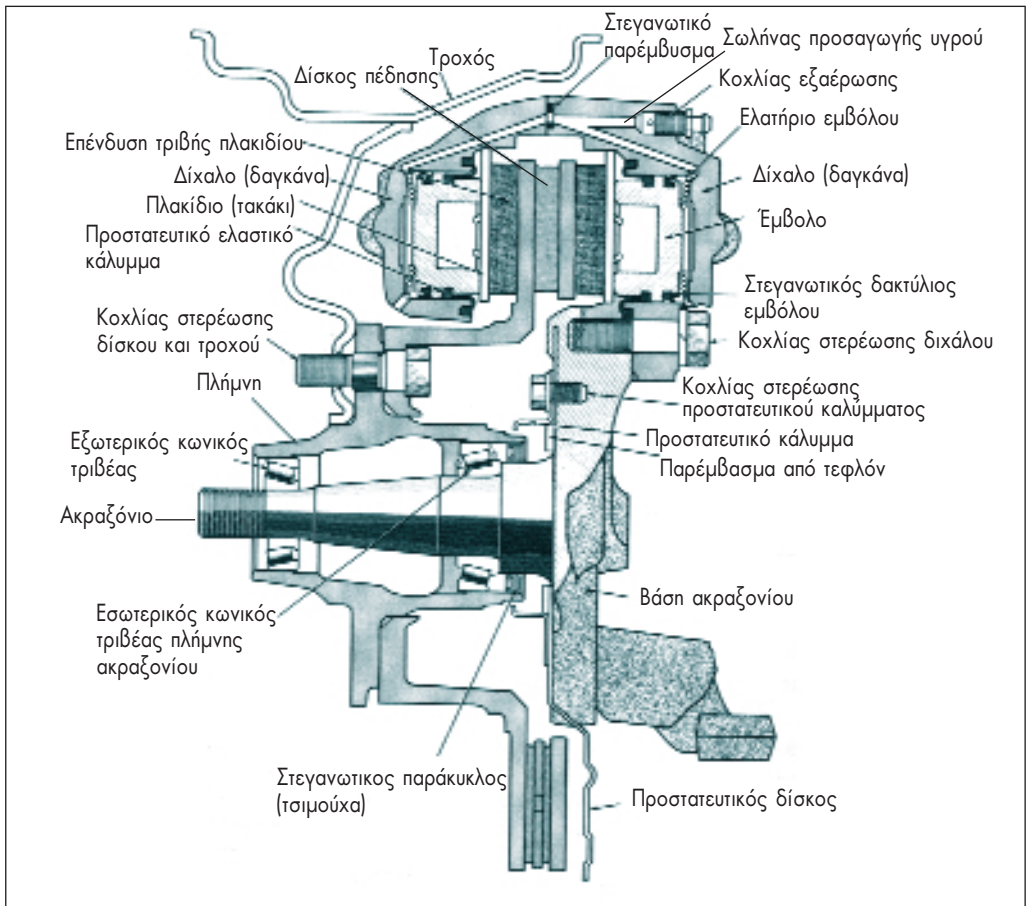 Στεγανωτικό
παρέμβυσμα
Σωλήνας προσαγωγής υγρού
Τροχός
Δίσκος πέδησης
Κοχλίας εξαέρωσης
Ελατήριο εμβόλου
Επένδυση τριβής πλακιδίου
Δίχαλο (δαγκάνα)
Δίχαλο (δαγκάνα)
Πλακίδιο (τακάκι)
Έμβολο
Προστατευτικό ελαστικό
κάλυμμα
Στεγανωτικός δακτύλιος
εμβόλου
Κοχλίας στερέωσης
δίσκου και τροχού
Κοχλίας στερέωσης διχάλου
Πλήμνη
Κοχλίας στερέωσης
προστατευτικού καλύμματος
Εξωτερικός κωνικός
τριβέας
Προστατευτικό κάλυμμα
Παρέμβασμα από τεφλόν
Ακραξόνιο
Βάση ακραξονίου
Εσωτερικός κωνικός
τριβέας πλήμνης
ακραξονίου
Στεγανωτικος παράκυκλος
(τσιμούχα)
Προστατευτικός δίσκος